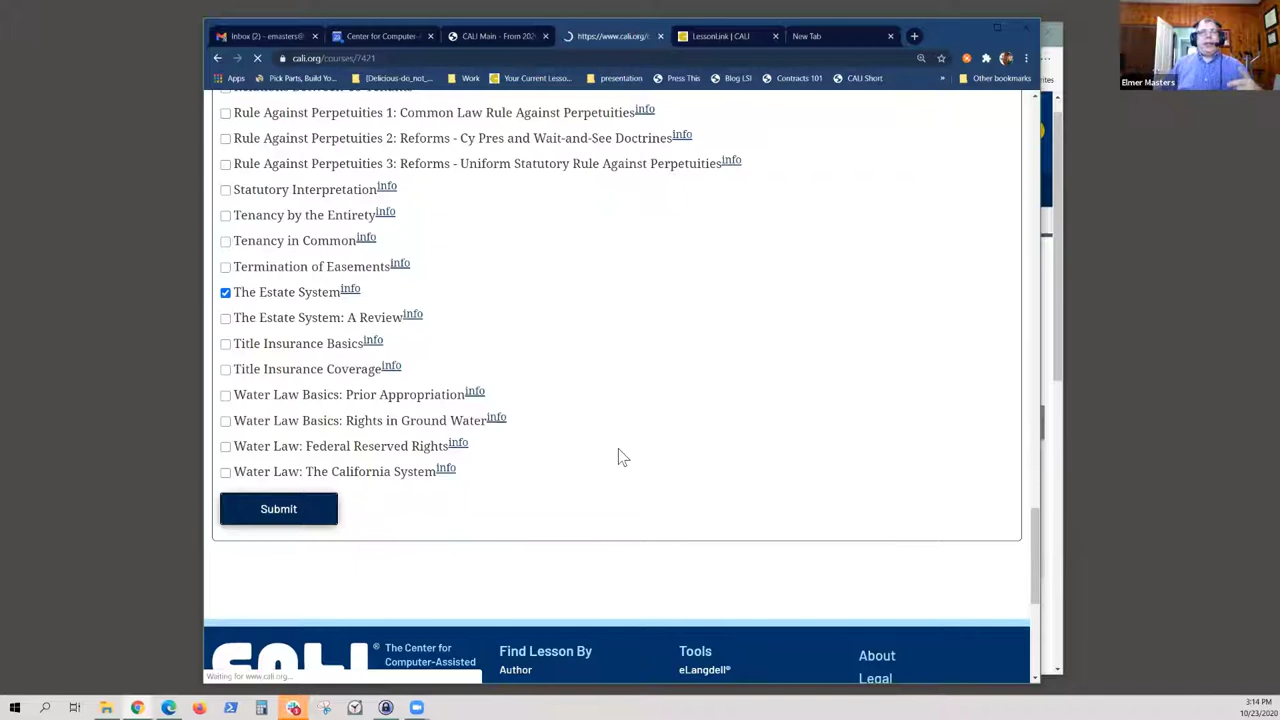 Inbox (2) - emasters@
Center for Computer-
CALI Main - From 202
https://www.cali.org/c
LessonLink | CALI
New Tab
cali.org/courses/7421
Apps
Pick Parts, Build Yo...
[Delicious-do_not_...
Work
Your Current Lesso...
presentation
Press This
Blog LSI
Contracts 101
CALI Short
»
Other bookmarks
Elmer Masters
Rule Against Perpetuities 1: Common Law Rule Against Perpetuities info
Rule Against Perpetuities 2: Reforms - Cy Pres and Wait-and-See Doctrines info
Rule Against Perpetuities 3: Reforms - Uniform Statutory Rule Against Perpetuities info
Statutory Interpretation info
Tenancy by the Entirety info
Tenancy in Common info
Termination of Easements info
The Estate System info
The Estate System: A Review info
Title Insurance Basics info
Title Insurance Coverage info
Water Law Basics: Prior Appropriation info
Water Law Basics: Rights in Ground Water info
Water Law: Federal Reserved Rights info
Water Law: The California System info
Submit
CALI®
The Center for
Computer-Assisted
Find Lesson By
Author
Tools
eLangdell®
About
Legal
Waiting for www.cali.org...
3:14 PM
10/23/2020